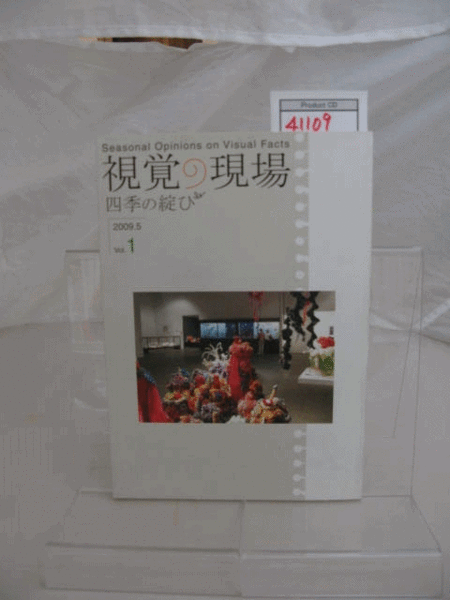 Product CD
41109
Seasonal Opinions on Visual Facts
視覚の現場
四季の綻び
2009.5
Vol. 1